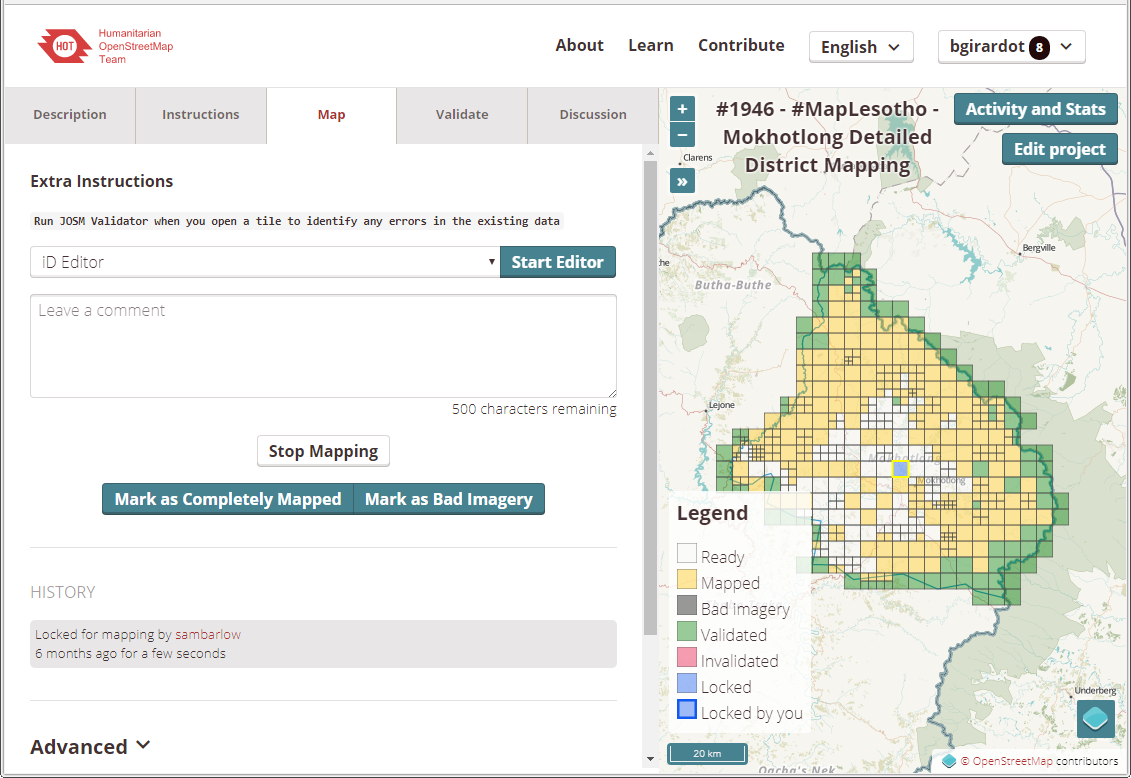 HOT
Humanitarian
OpenStreetMap
Team
About
Learn
Contribute
English
bgirardot 8
Description
Instructions
Map
Validate
Discussion
Extra Instructions
Run JOSM Validator when you open a tile to identify any errors in the existing data
iD Editor
Start Editor
Leave a comment
500 characters remaining
Stop Mapping
Mark as Completely Mapped
Mark as Bad Imagery
HISTORY
Locked for mapping by sambarlow
6 months ago for a few seconds
Advanced
+
−
»
#1946 - #MapLesotho -
Mokhotlong Detailed
District Mapping
Activity and Stats
Edit project
Clarens
Bergville
Butha-Buthe
Lejone
Mokhotlong
Mokhotlong
Legend
Ready
Mapped
Bad imagery
Validated
Invalidated
Locked
Locked by you
Underberg
20 km
Qacha's Nek
© OpenStreetMap contributors